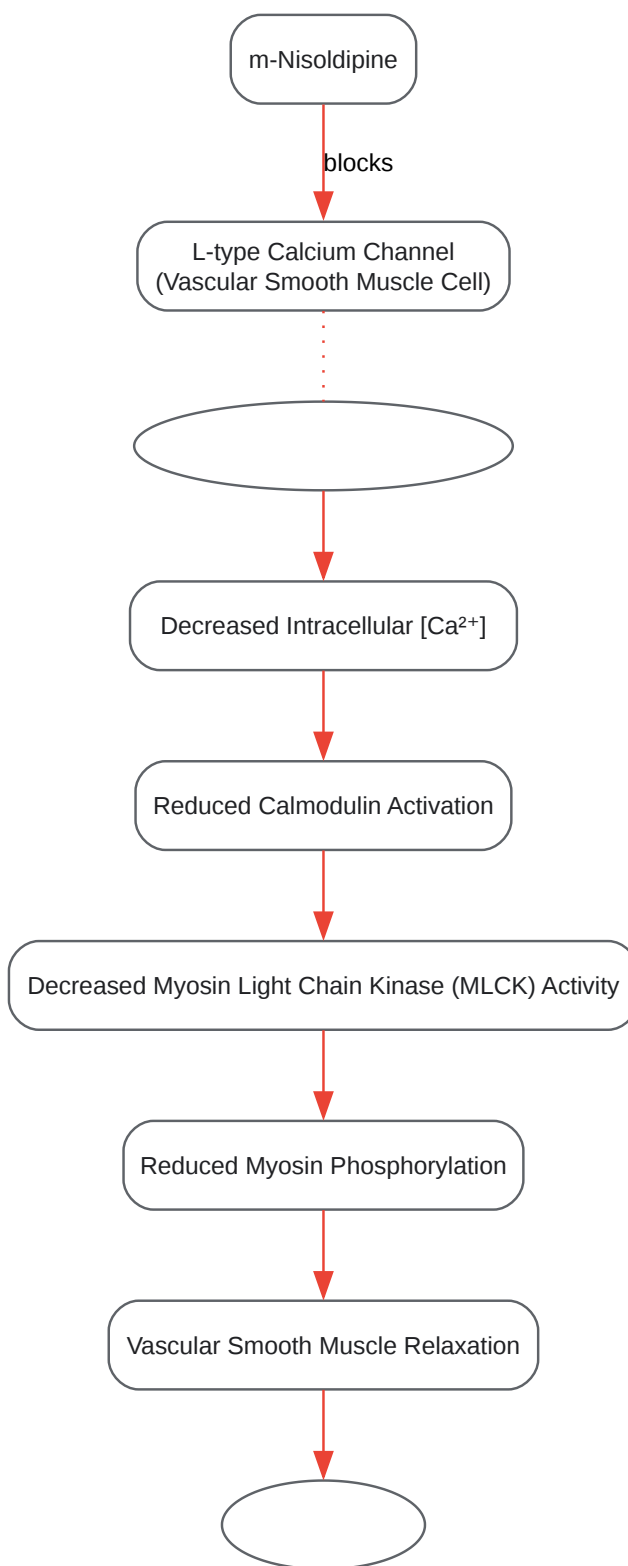 m-Nisoldipine
blocks
L-type Calcium Channel
(Vascular Smooth Muscle Cell)
Decreased Intracellular [Ca²⁺]
Reduced Calmodulin Activation
Decreased Myosin Light Chain Kinase (MLCK) Activity
Reduced Myosin Phosphorylation
Vascular Smooth Muscle Relaxation